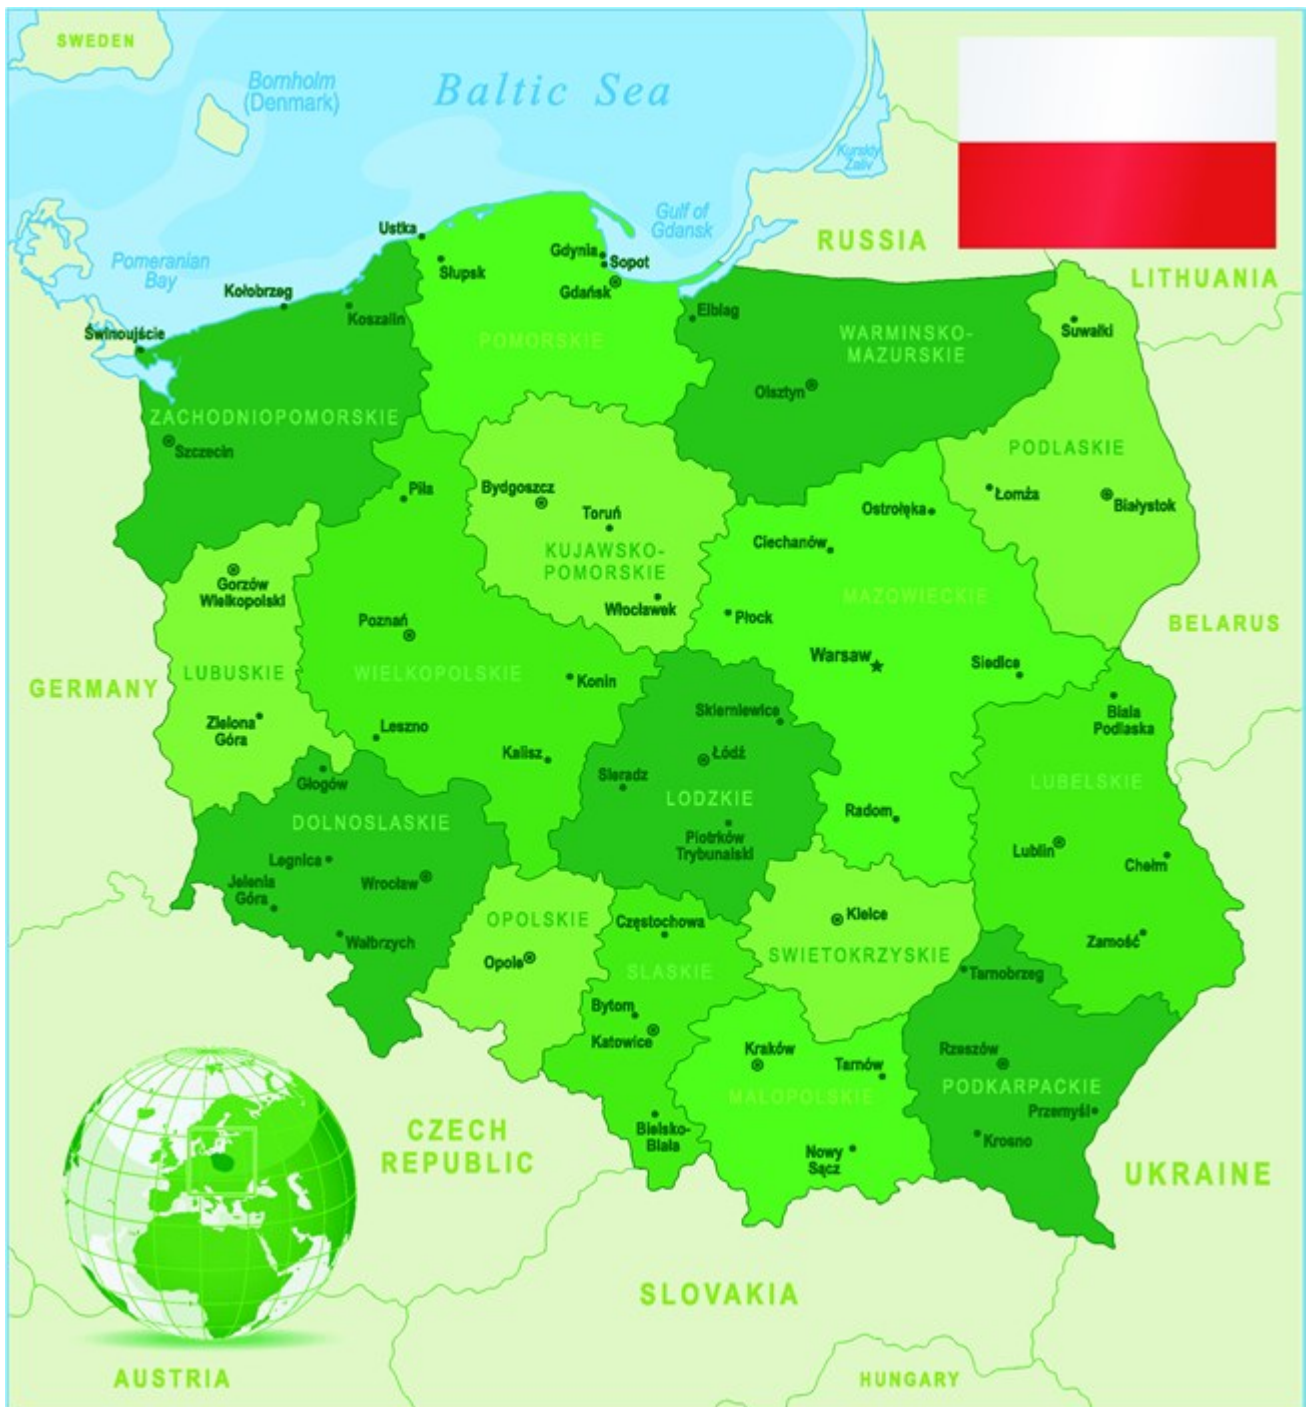 SWEDEN
Bornholm
(Denmark)
Baltic Sea
Kurskiy
Zaliv
Gulf of
Gdansk
RUSSIA
LITHUANIA
Pomeranian
Bay
Ustka
Słupsk
Gdynia
Sopot
Gdańsk
Kołobrzeg
Koszalin
Świnoujście
POMORSKIE
Elblag
WARMINSKO-
MAZURSKIE
Suwałki
Olsztyn
ZACHODNIOPOMORSKIE
Szczecin
PODLASKIE
Piła
Bydgoszcz
Toruń
KUJAWSKO-
POMORSKIE
Włocławek
Ostrołęka
Łomża
Białystok
Ciechanów
MAZOWIECKIE
Gorzów
Wielkopolski
Poznań
Płock
BELARUS
Warsaw
Siedlce
LUBUSKIE
WIELKOPOLSKIE
GERMANY
Konin
Zielona
Góra
Leszno
Kalisz
Skierniewice
Biala
Podlaska
Łódź
Sieradz
LODZKIE
LUBELSKIE
Głogów
DOLNOSLASKIE
Radom
Piotrków
Trybunalski
Legnica
Jelenia
Góra
Wrocław
Lublin
Chełm
Wałbrzych
OPOLSKIE
Opole
Częstochowa
SLASKIE
Kielce
SWIETOKRZYSKIE
Zamość
Tarnobrzeg
Bytom
Katowice
Kraków
Tarnów
MALOPOLSKIE
Rzeszów
PODKARPACKIE
Przemyśl
Krosno
Bielsko-
Biala
Nowy
Sącz
CZECH
REPUBLIC
UKRAINE
SLOVAKIA
AUSTRIA
HUNGARY